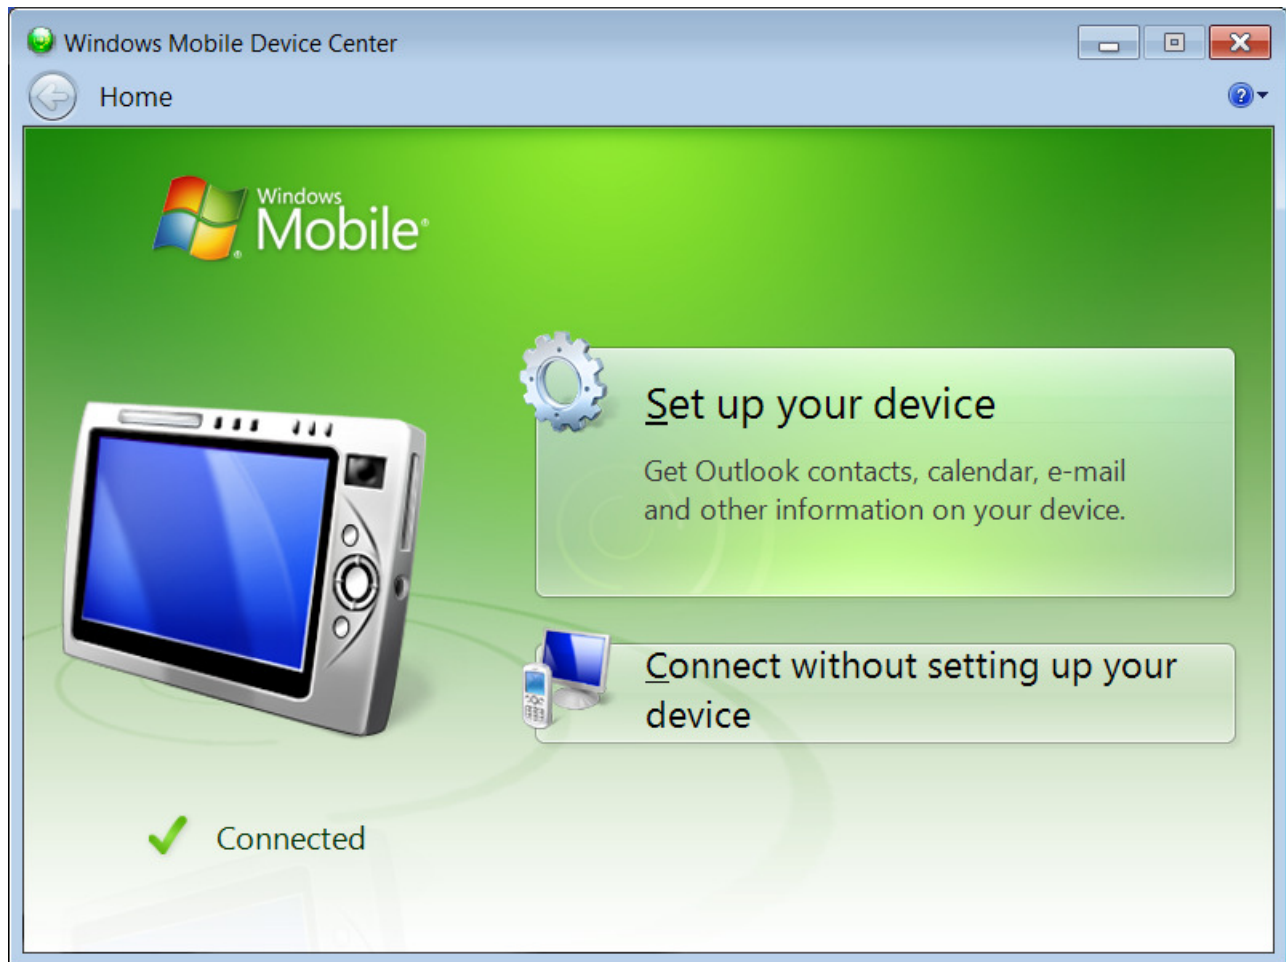 Windows Mobile Device Center
Home
Windows
Mobile®
Set up your device
Get Outlook contacts, calendar, e-mail
and other information on your device.
Connect without setting up your
device
Connected